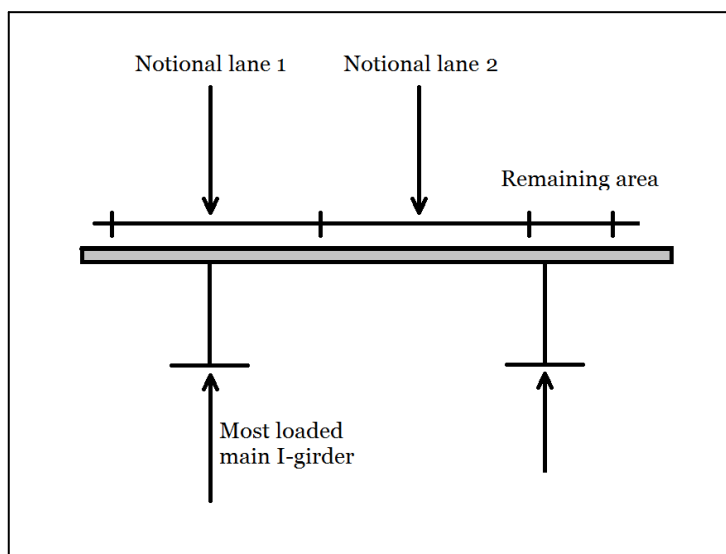 Notional lane 1
Notional lane 2
Remaining area
Most loaded
main I-girder